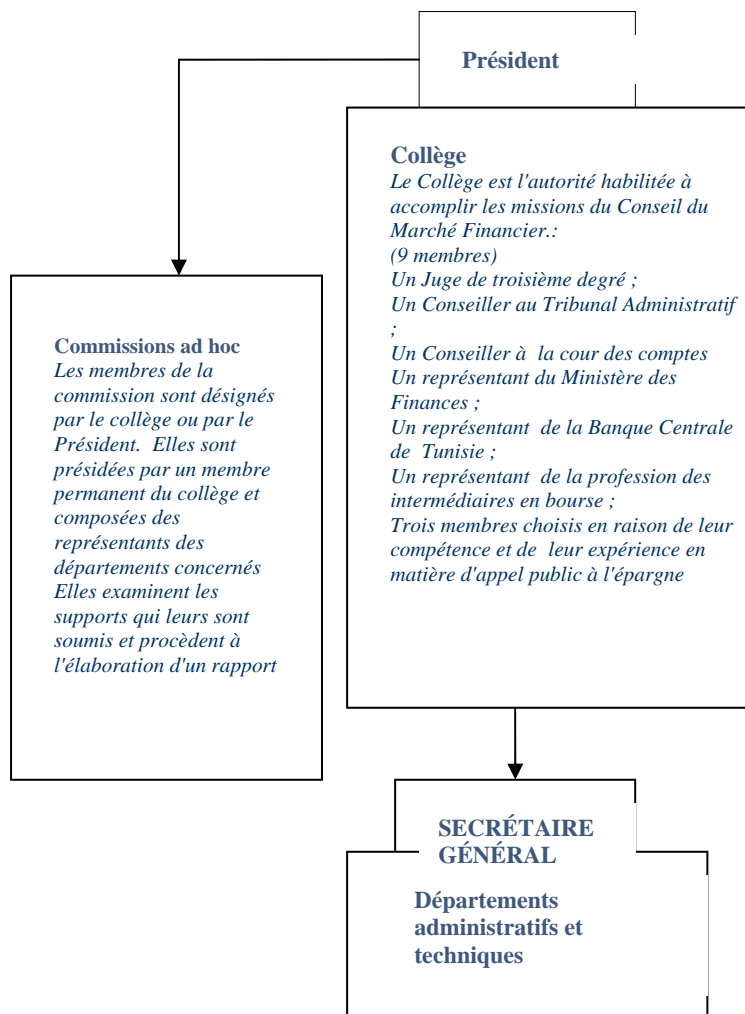 Président
Collège
Le Collège est l'autorité habilitée à
accomplir les missions du Conseil du
Marché Financier.:
(9 membres)
Un Juge de troisième degré ;
Un Conseiller au Tribunal Administratif
;
Un Conseiller à la cour des comptes
Un représentant du Ministère des
Finances ;
Un représentant de la Banque Centrale
de Tunisie ;
Un représentant de la profession des
intermédiaires en bourse ;
Trois membres choisis en raison de leur
compétence et de leur expérience en
matière d'appel public à l'épargne
Commissions ad hoc
Les membres de la
commission sont désignés
par le collège ou par le
Président. Elles sont
présidées par un membre
permanent du collège et
composées des
représentants des
départements concernés
Elles examinent les
supports qui leurs sont
soumis et procèdent à
l'élaboration d'un rapport
SECRÉTAIRE
GÉNÉRAL
Départements
administratifs et
techniques